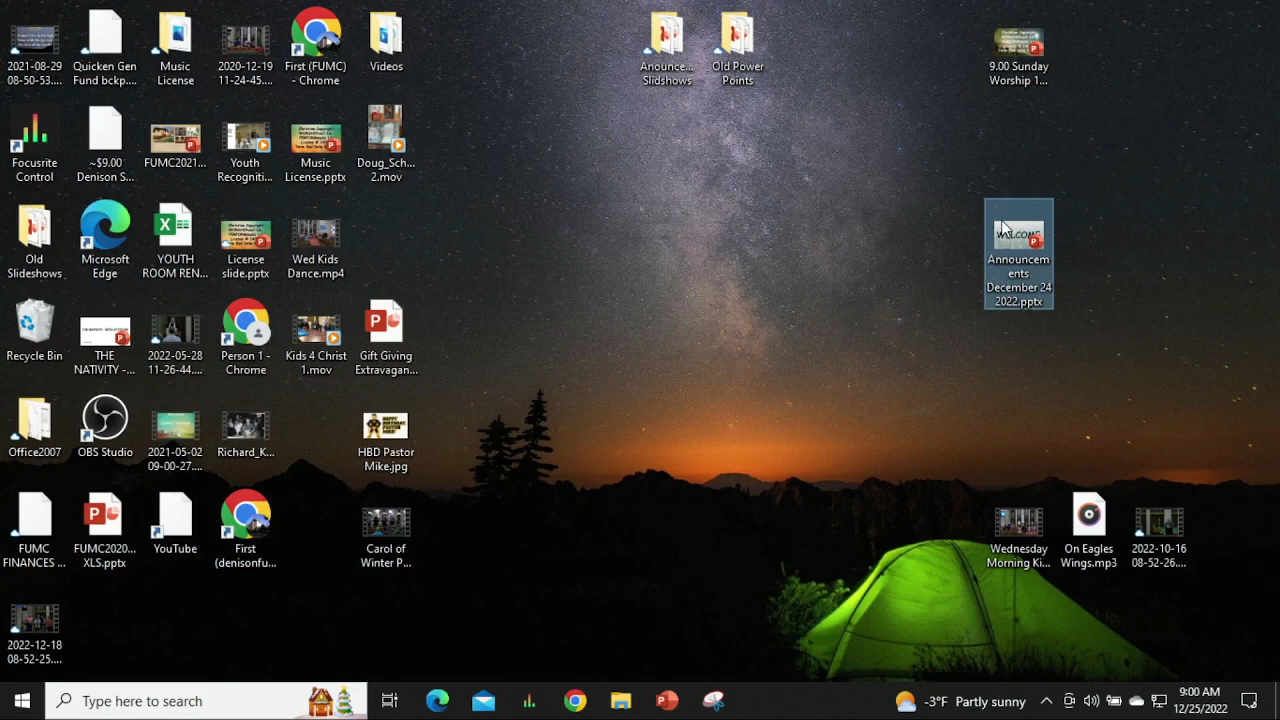 2021-08-29
08-50-53....
Quicken Gen
Fund bckp....
Music
License
2020-12-19
11-24-45....
First (FUMC)
- Chrome
Videos
Anounce...
Slidshows
Old Power
Points
9.00 Sunday
Worship 1...
Focusrite
Control
~$9.00
Denison S...
FUMC2021...
Youth
Recogniti...
Music
License.pptx
Doug_Sch...
2.mov
Old
Slideshows
Microsoft
Edge
YOUTH
ROOM REN...
License
slide.pptx
Wed Kids
Dance.mp4
WELCOME
Announcem
ents
December 24
2022.pptx
Recycle Bin
THE
NATIVITY -...
2022-05-28
11-26-44....
Person 1 -
Chrome
Kids 4 Christ
1.mov
Gift Giving
Extravagan...
Office2007
OBS Studio
2021-05-02
09-00-27....
Richard_K...
HAPPY
BIRTHDAY,
PASTOR
MIKE!
HBD Pastor
Mike.jpg
FUMC
FINANCES ...
FUMC2020...
XLS.pptx
YouTube
First
(denisonfu...
Carol of
Winter P...
Wednesday
Morning Ki...
On Eagles
Wings.mp3
2022-10-16
08-52-26....
2022-12-18
08-52-25....
Type here to search
-3°F Partly sunny
9:00 AM
12/25/2022